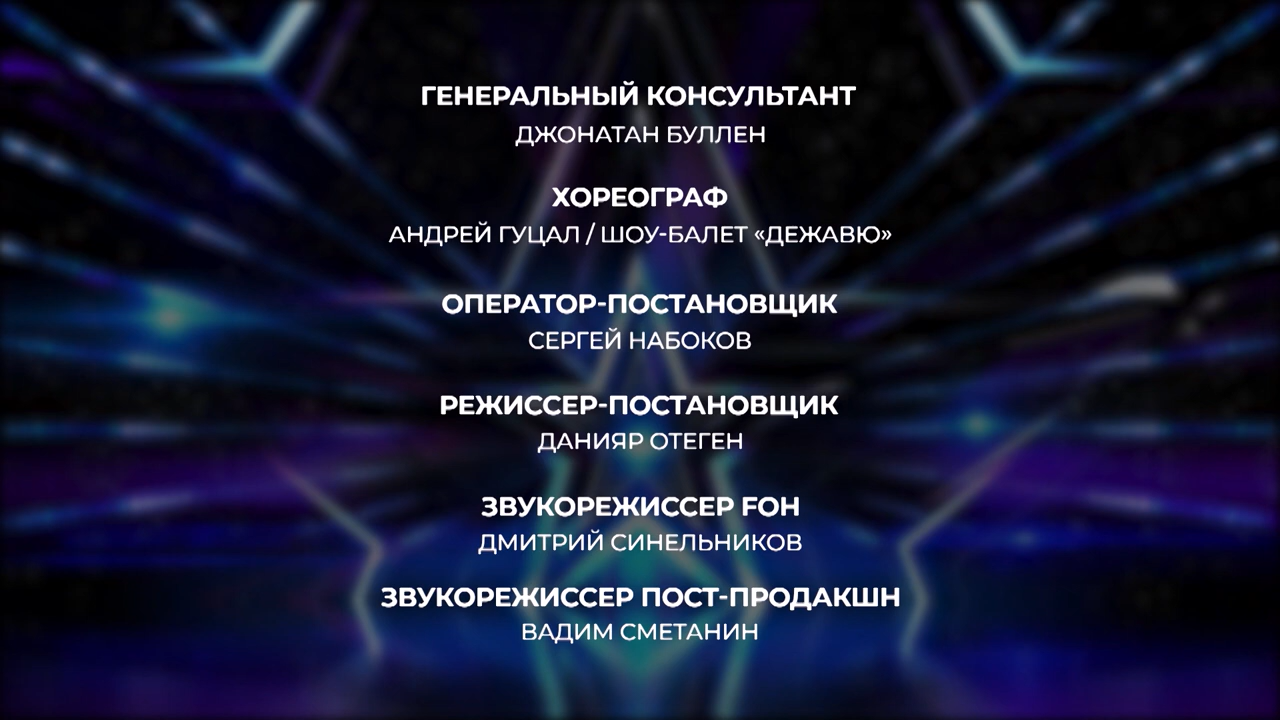 ГЕНЕРАЛЬНЫЙ КОНСУЛЬТАНТ
ДЖОНАТАН БУЛЛЕН
ХОРЕОГРАФ
АНДРЕЙ ГУЦАЛ / ШОУ-БАЛЕТ «ДЕЖАВЮ»
ОПЕРАТОР-ПОСТАНОВЩИК
СЕРГЕЙ НАБОКОВ
РЕЖИССЕР-ПОСТАНОВЩИК
ДАНИЯР ОТЕГЕН
ЗВУКОРЕЖИССЕР FOH
ДМИТРИЙ СИНЕЛЬНИКОВ
ЗВУКОРЕЖИССЕР ПОСТ-ПРОДАКШН
ВАДИМ СМЕТАНИН